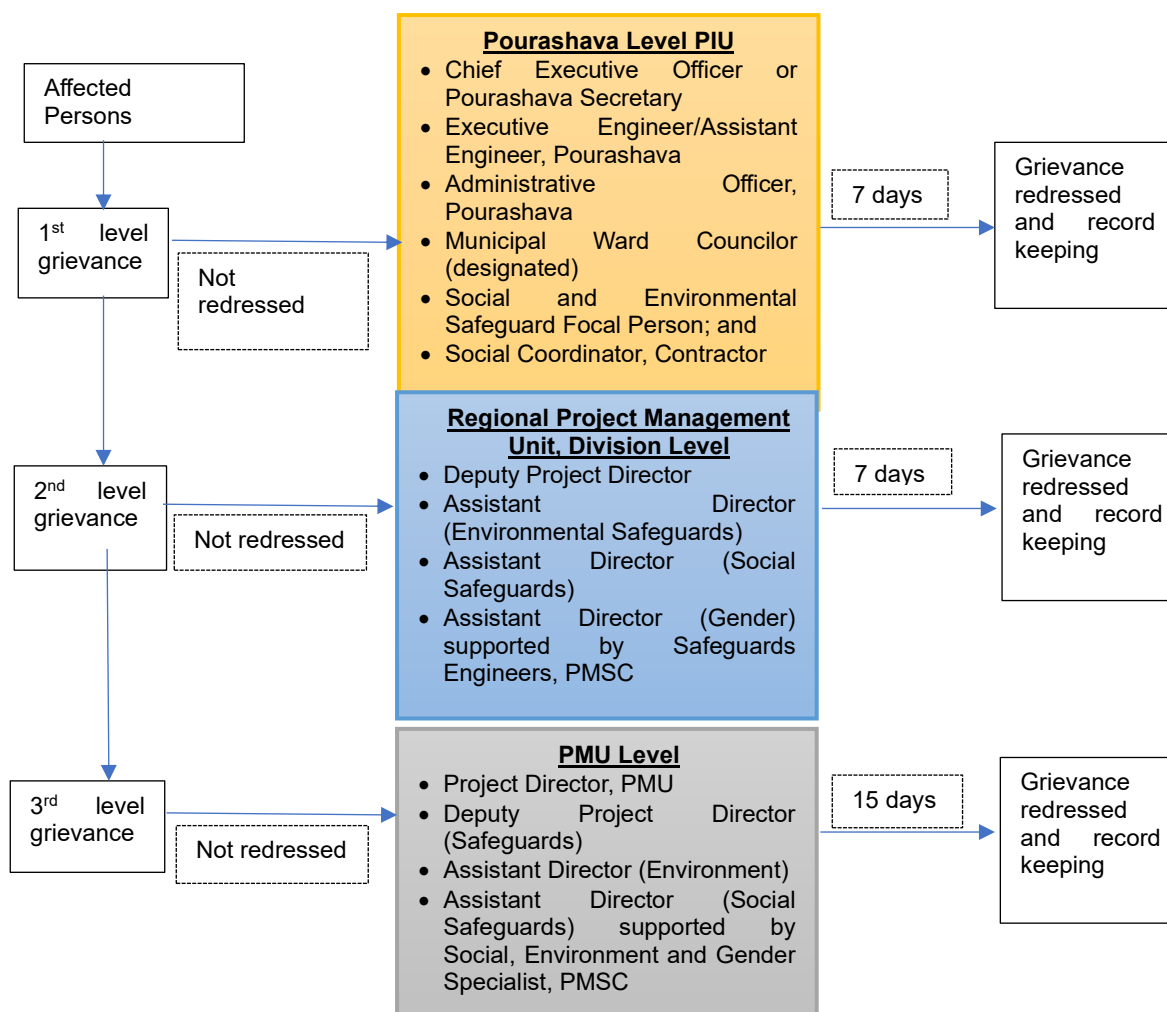 Affected
Persons
1st level
grievance
Not
redressed
Pourashava Level PIU
• Chief Executive Officer or
Pourashava Secretary
• Executive Engineer/Assistant
Engineer, Pourashava
• Administrative Officer,
Pourashava
• Municipal Ward Councilor
(designated)
• Social and Environmental
Safeguard Focal Person; and
• Social Coordinator, Contractor
7 days
Grievance
redressed
and record
keeping
2nd level
grievance
Not redressed
Regional Project Management
Unit, Division Level
• Deputy Project Director
• Assistant Director
(Environmental Safeguards)
• Assistant Director (Social
Safeguards)
• Assistant Director (Gender)
supported by Safeguards
Engineers, PMSC
7 days
Grievance
redressed
and record
keeping
3rd level
grievance
Not redressed
PMU Level
• Project Director, PMU
• Deputy Project Director
(Safeguards)
• Assistant Director (Environment)
• Assistant Director (Social
Safeguards) supported by
Social, Environment and Gender
Specialist, PMSC
15 days
Grievance
redressed
and record
keeping